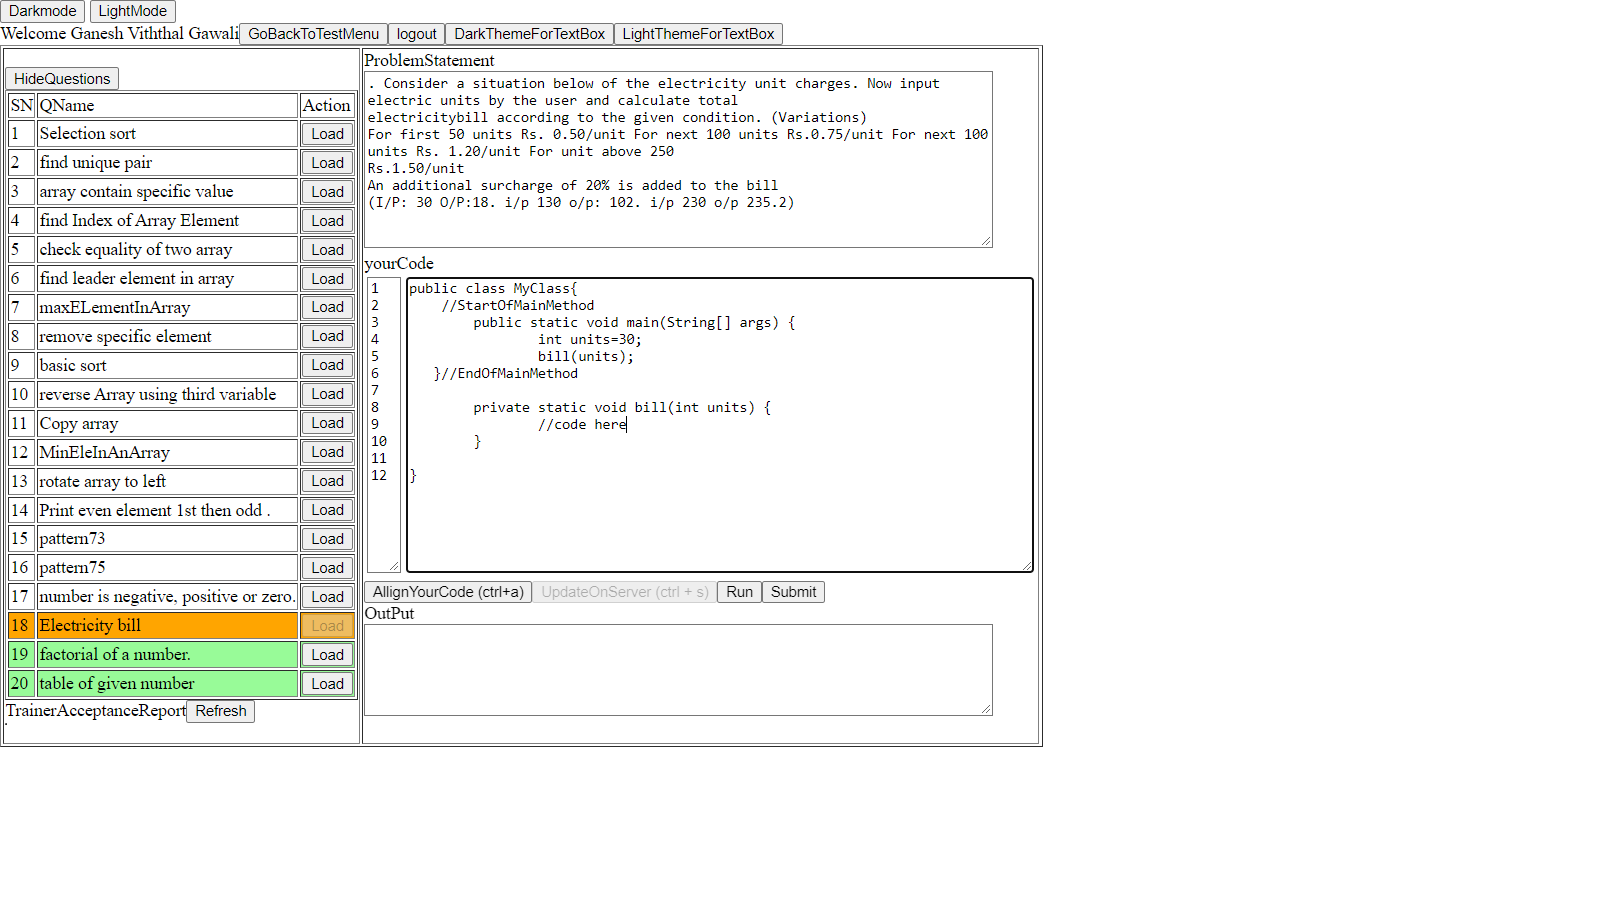 Darkmode LightMode
Welcome Ganesh Viththal Gawali GoBackToTestMenu logout DarkThemeForTextBox LightThemeForTextBox
HideQuestions
SN QName Action
1 Selection sort Load
2 find unique pair Load
3 array contain specific value Load
4 find Index of Array Element Load
5 check equality of two array Load
6 find leader element in array Load
7 maxELementInArray Load
8 remove specific element Load
9 basic sort Load
10 reverse Array using third variable Load
11 Copy array Load
12 MinEleInAnArray Load
13 rotate array to left Load
14 Print even element 1st then odd . Load
15 pattern73 Load
16 pattern75 Load
17 number is negative, positive or zero. Load
18 Electricity bill Load
19 factorial of a number. Load
20 table of given number Load
TrainerAcceptanceReport Refresh
ProblemStatement
. Consider a situation below of the electricity unit charges. Now input
electric units by the user and calculate total
electricitybill according to the given condition. (Variations)
For first 50 units Rs. 0.50/unit For next 100 units Rs.0.75/unit For next 100
units Rs. 1.20/unit For unit above 250
Rs.1.50/unit
An additional surcharge of 20% is added to the bill
(I/P: 30 O/P:18. i/p 130 o/p: 102. i/p 230 o/p 235.2)
yourCode
1 public class MyClass{
2 //StartOfMainMethod
3 public static void main(String[] args) {
4 int units=30;
5 bill(units);
6 }//EndOfMainMethod
7
8 private static void bill(int units) {
9 //code here
10 }
11
12 }
AllignYourCode (ctrl+a) UpdateOnServer (ctrl + s) Run Submit
OutPut